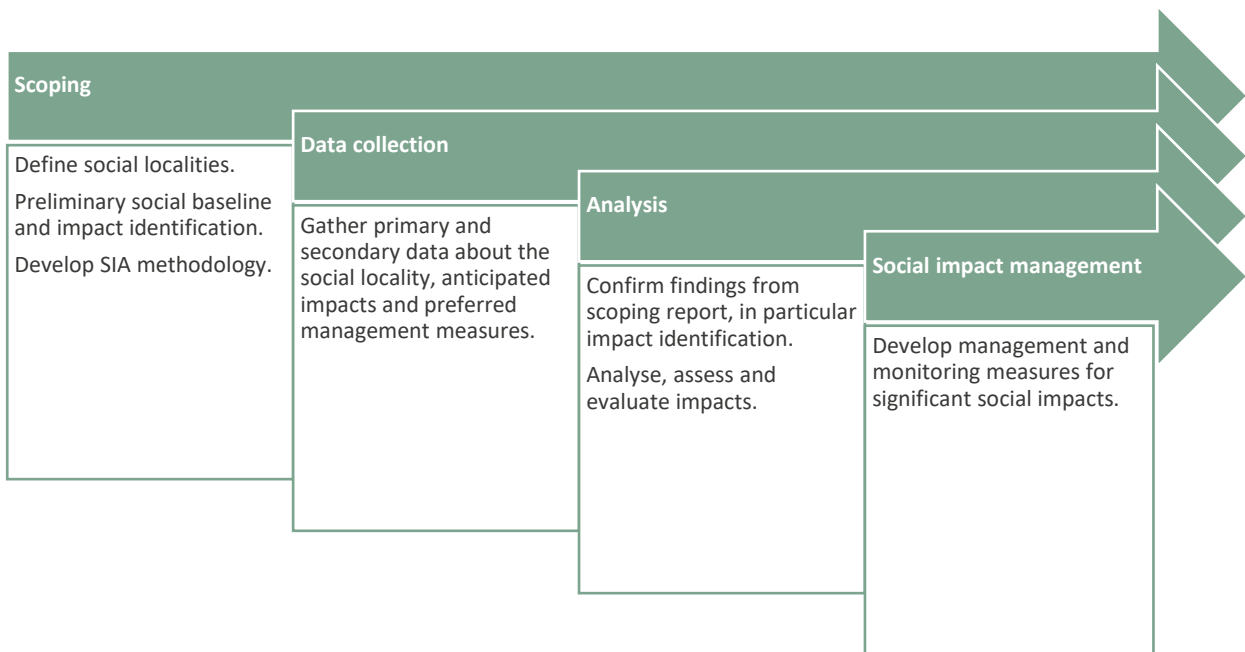 Scoping
Define social localities.
Preliminary social baseline
and impact identification.
Develop SIA methodology.
Data collection
Gather primary and
secondary data about the
social locality, anticipated
impacts and preferred
management measures.
Analysis
Confirm findings from
scoping report, in particular
impact identification.
Analyse, assess and
evaluate impacts.
Social impact management
Develop management and
monitoring measures for
significant social impacts.